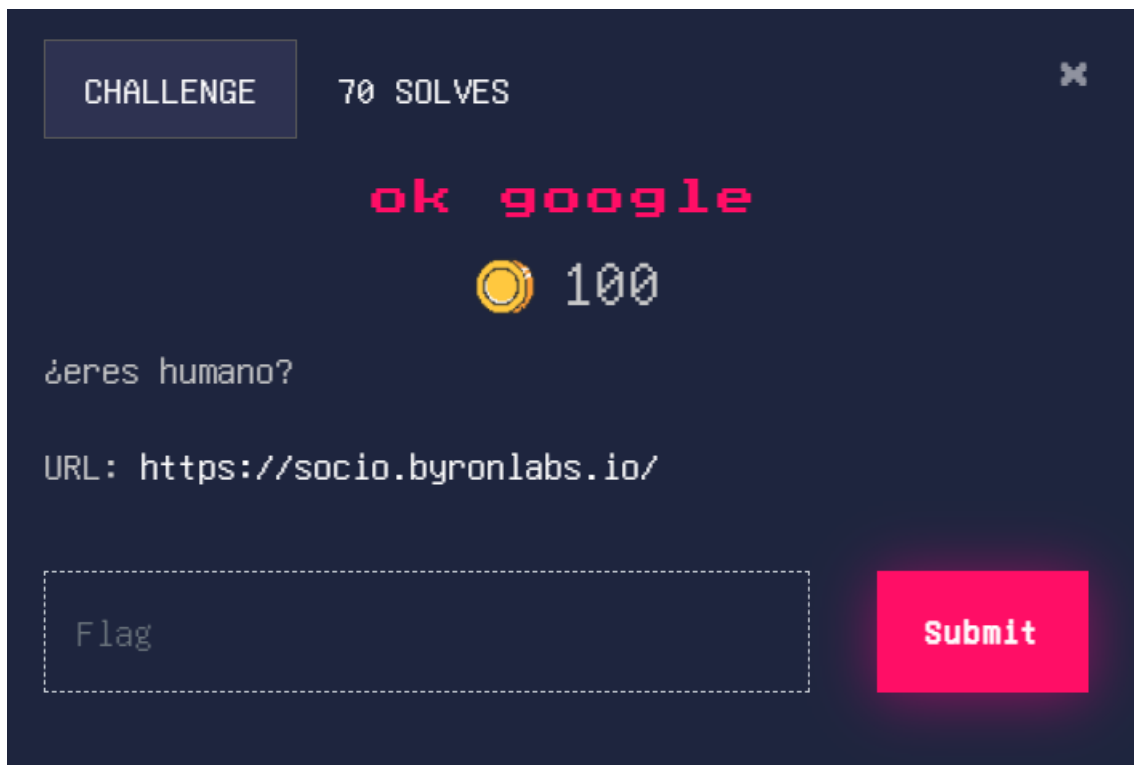 CHALLENGE 70 SOLVES
ok google
100
¿eres humano?
URL: https://socio.byronlabs.io/
Flag Submit